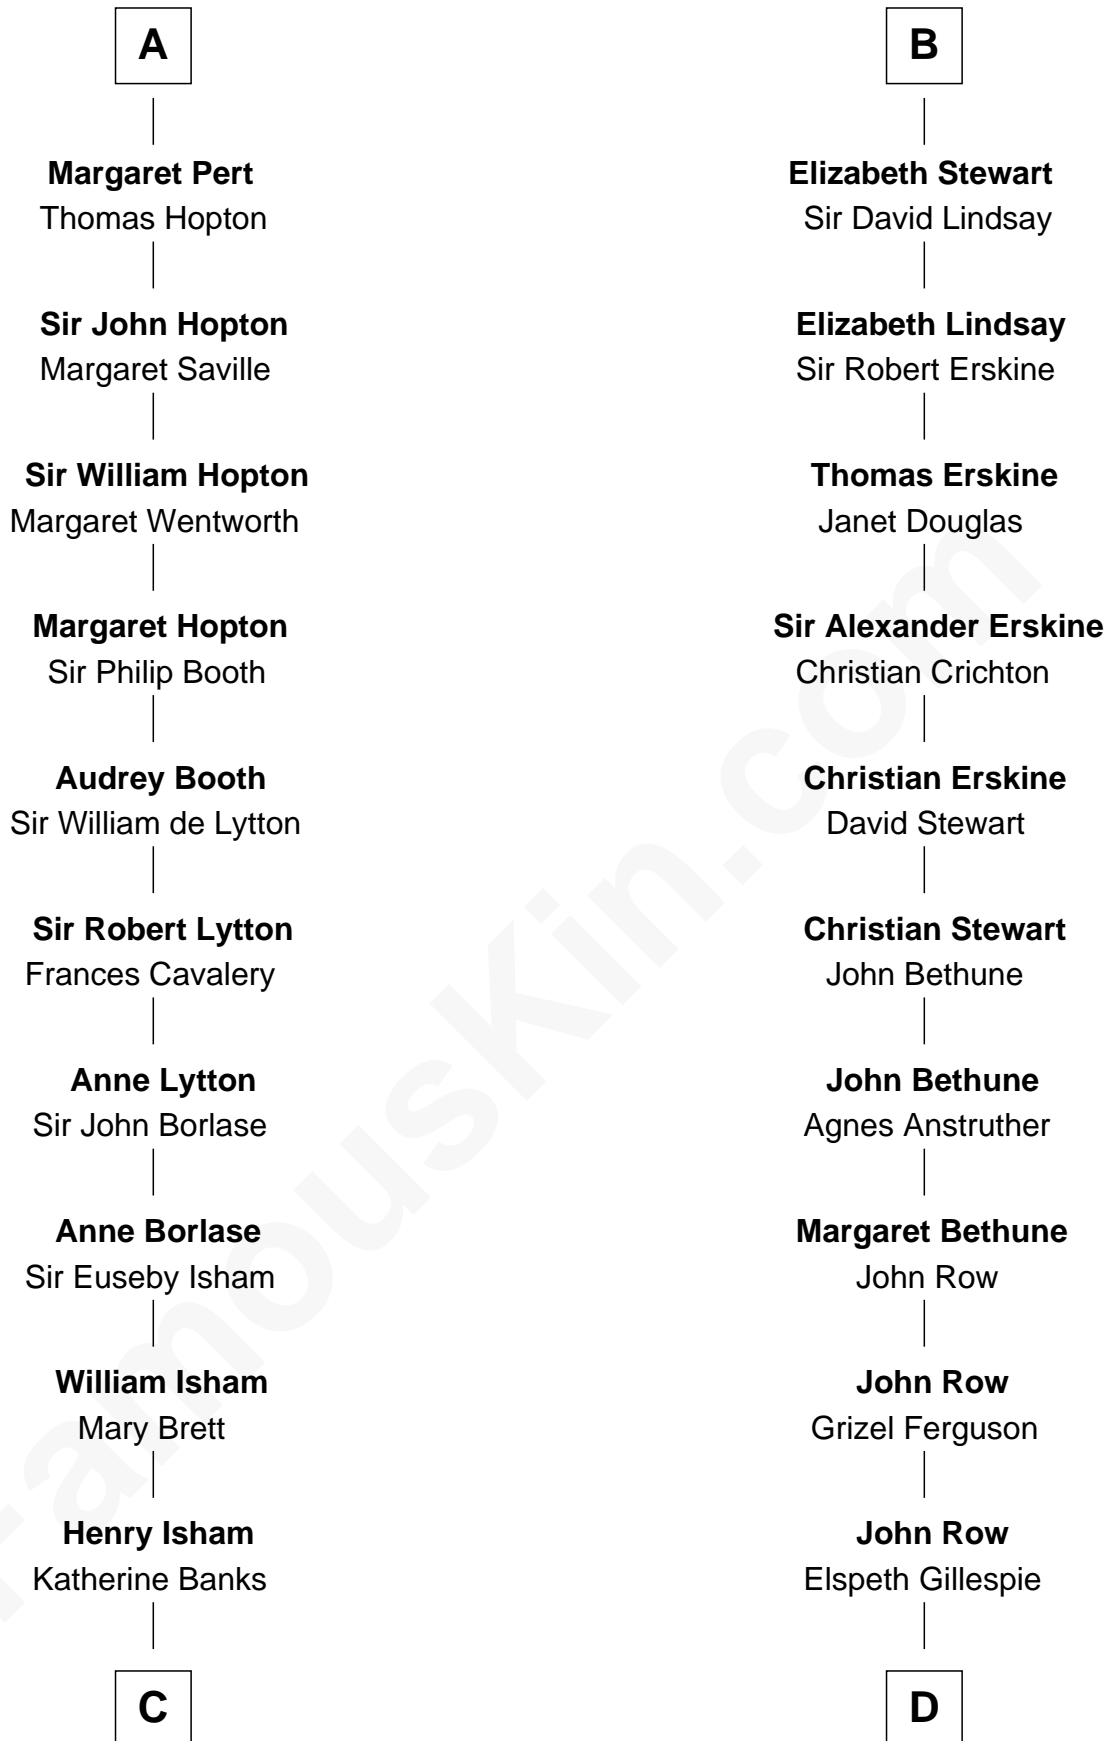 A
Margaret Pert
Thomas Hopton
Sir John Hopton
Margaret Saville
Sir William Hopton
Margaret Wentworth
Margaret Hopton
Sir Philip Booth
Audrey Booth
Sir William de Lytton
Sir Robert Lytton
Frances Cavalery
Anne Lytton
Sir John Borlase
Anne Borlase
Sir Euseby Isham
William Isham
Mary Brett
Henry Isham
Katherine Banks
C
B
Elizabeth Stewart
Sir David Lindsay
Elizabeth Lindsay
Sir Robert Erskine
Thomas Erskine
Janet Douglas
Sir Alexander Erskine
Christian Crichton
Christian Erskine
David Stewart
Christian Stewart
John Bethune
John Bethune
Agnes Anstruther
Margaret Bethune
John Row
John Row
Grizel Ferguson
John Row
Elspeth Gillespie
D
FamousKin.com